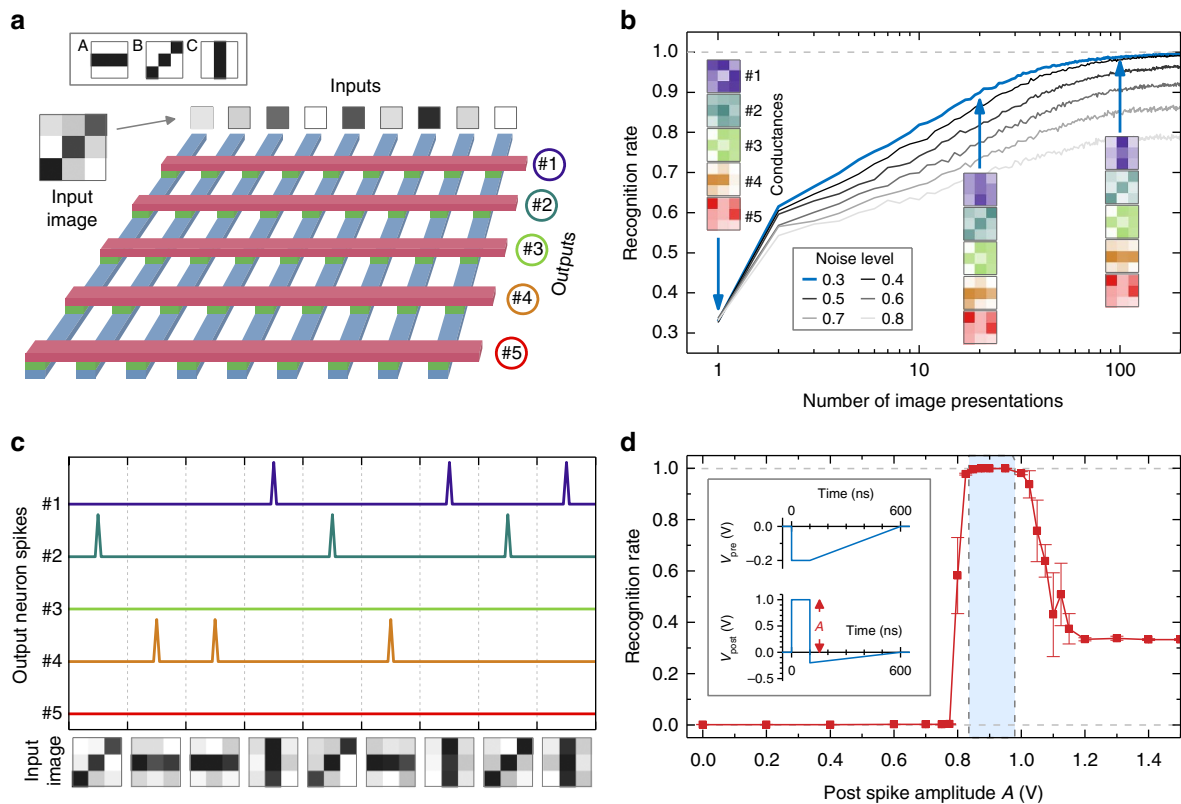 a
A B C
Inputs
Input
image
#1
#2
#3
#4
#5
Outputs
b
Recognition rate
1.0
0.9
0.8
0.7
0.6
0.5
0.4
0.3
#1
#2
#3
#4
#5
Conductances
Noise level
0.3 0.4
0.5 0.6
0.7 0.8
1 10 100
Number of image presentations
c
Output neuron spikes
#1
#2
#3
#4
#5
Input
image
d
Recognition rate
1.0
0.8
0.6
0.4
0.2
0.0
Time (ns)
0 600
Vpre (V)
0.0
−0.2
Vpost (V)
1.0
0.5
0.0
−0.5
A
Time (ns)
0 600
0.0 0.2 0.4 0.6 0.8 1.0 1.2 1.4
Post spike amplitude A (V)